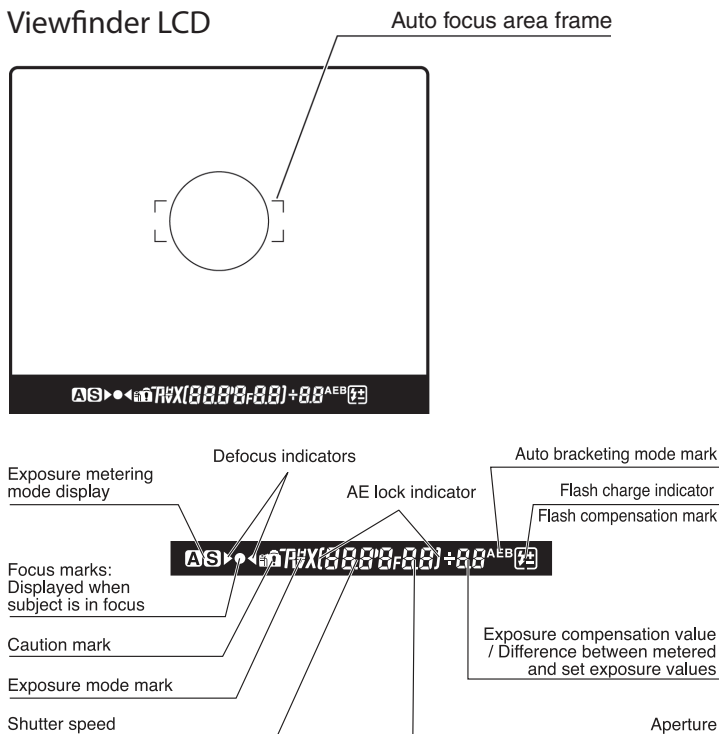 Viewfinder LCD
Auto focus area frame
Defocus indicators
Auto bracketing mode mark
Exposure metering
mode display
AE lock indicator
Flash charge indicator
Flash compensation mark
AEB
Focus marks:
Displayed when
subject is in focus
Caution mark
Exposure compensation value
/ Difference between metered
and set exposure values
Exposure mode mark
Shutter speed
Aperture